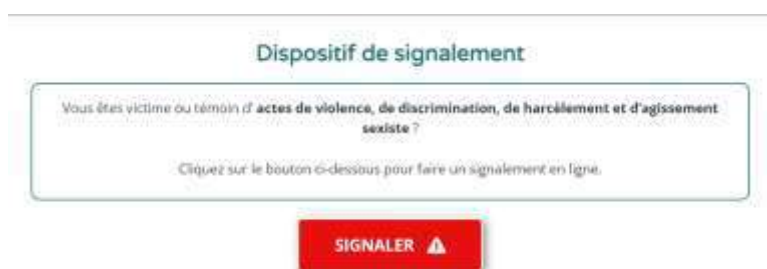 Dispositif de signalement
Vous êtes victime ou témoin d' actes de violence, de discrimination, de harcèlement et d'agissement
sexiste ?
Cliquez sur le bouton ci-dessous pour faire un signalement en ligne.
SIGNALER